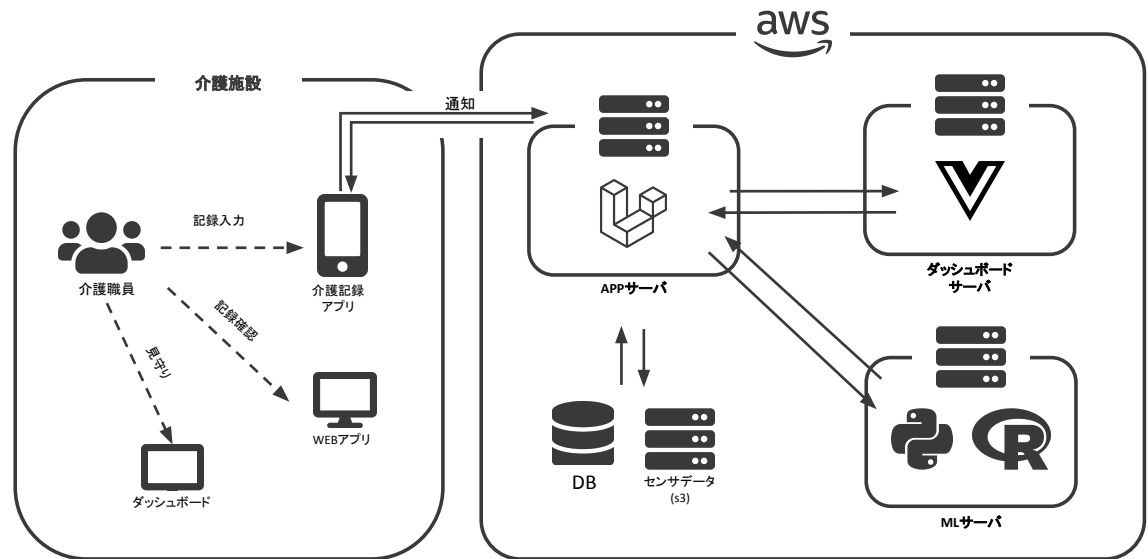 aws
介護施設
通知
記録入力
介護職員
介護記録
アプリ
記録確認
見守り
WEBアプリ
ダッシュボード
APPサーバ
ダッシュボード
サーバ
DB
センサデータ
(s3)
R
MLサーバ